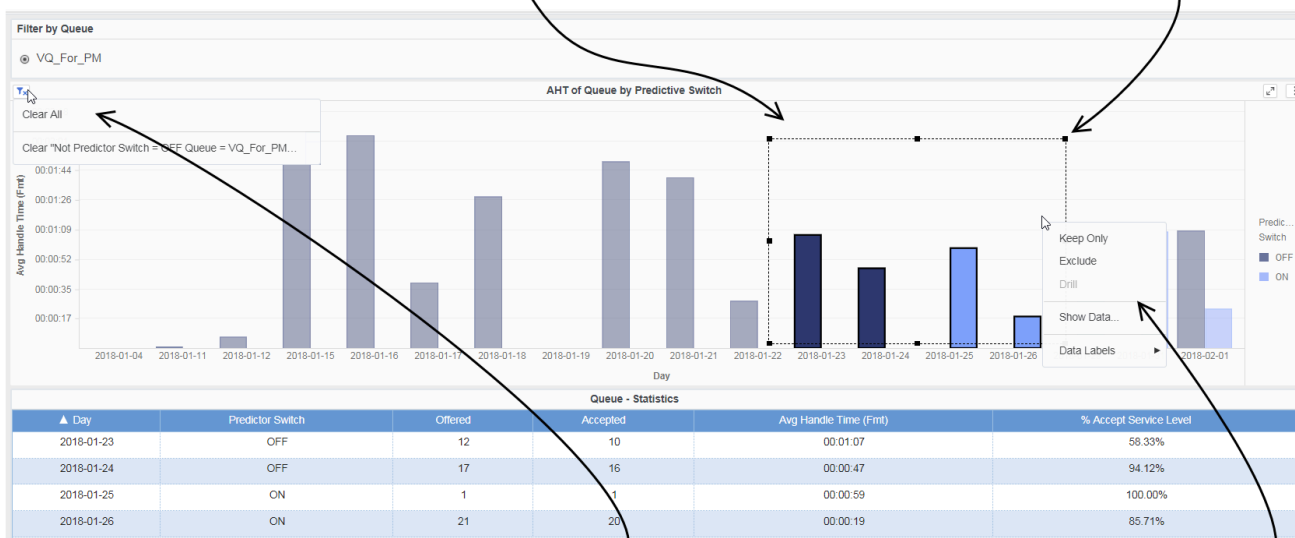 Filter by Queue
VQ_For_PM
AHT of Queue by Predictive Switch
Clear All
Clear "Not Predictor Switch = OFF Queue = VQ_For_PM...
Avg Handle Time (Fmt)
00:01:44
00:01:26
00:01:09
00:00:52
00:00:35
00:00:17
Keep Only
Exclude
Drill
Show Data...
Data Labels
Predic...
Switch
OFF
ON
2018-01-04 2018-01-11 2018-01-12 2018-01-15 2018-01-16 2018-01-17 2018-01-18 2018-01-19 2018-01-20 2018-01-21 2018-01-22 2018-01-23 2018-01-24 2018-01-25 2018-01-26 2018-02-01
Day
Queue - Statistics
▲ Day Predictor Switch Offered Accepted Avg Handle Time (Fmt) % Accept Service Level
2018-01-23 OFF 12 10 00:01:07 58.33%
2018-01-24 OFF 17 16 00:00:47 94.12%
2018-01-25 ON 1 1 00:00:59 100.00%
2018-01-26 ON 21 20 00:00:19 85.71%